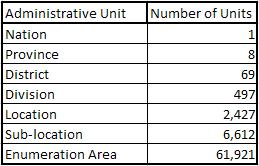 Administrative Unit Number of Units
Nation 1
Province 8
District 69
Division 497
Location 2,427
Sub-location 6,612
Enumeration Area 61,921